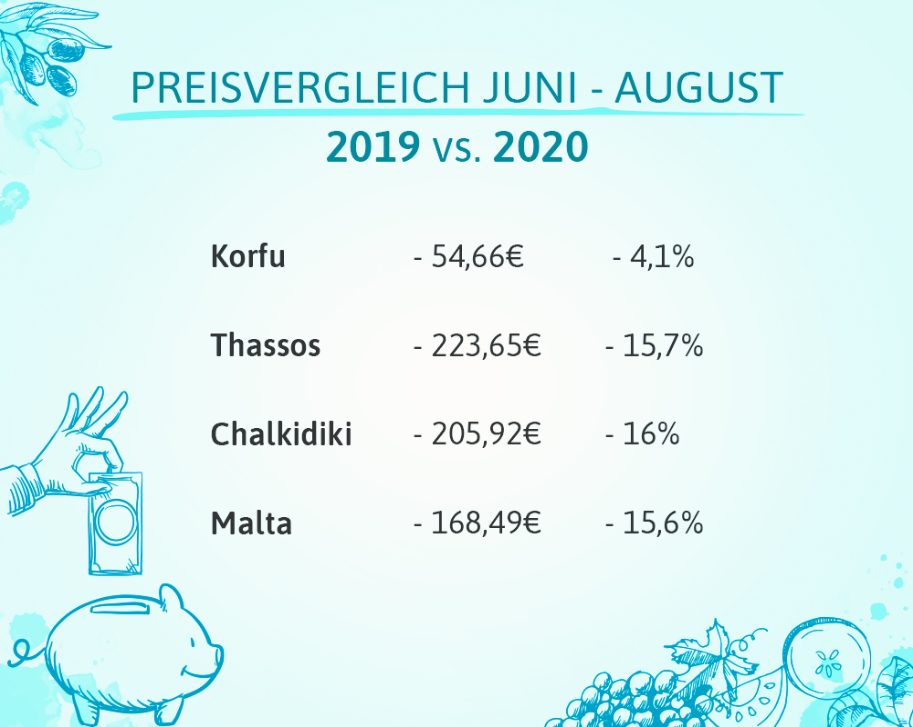 PREISVERGLEICH JUNI - AUGUST
2019 vs. 2020
Korfu - 54,66€ - 4,1%
Thassos - 223,65€ - 15,7%
Chalkidiki - 205,92€ - 16%
Malta - 168,49€ - 15,6%